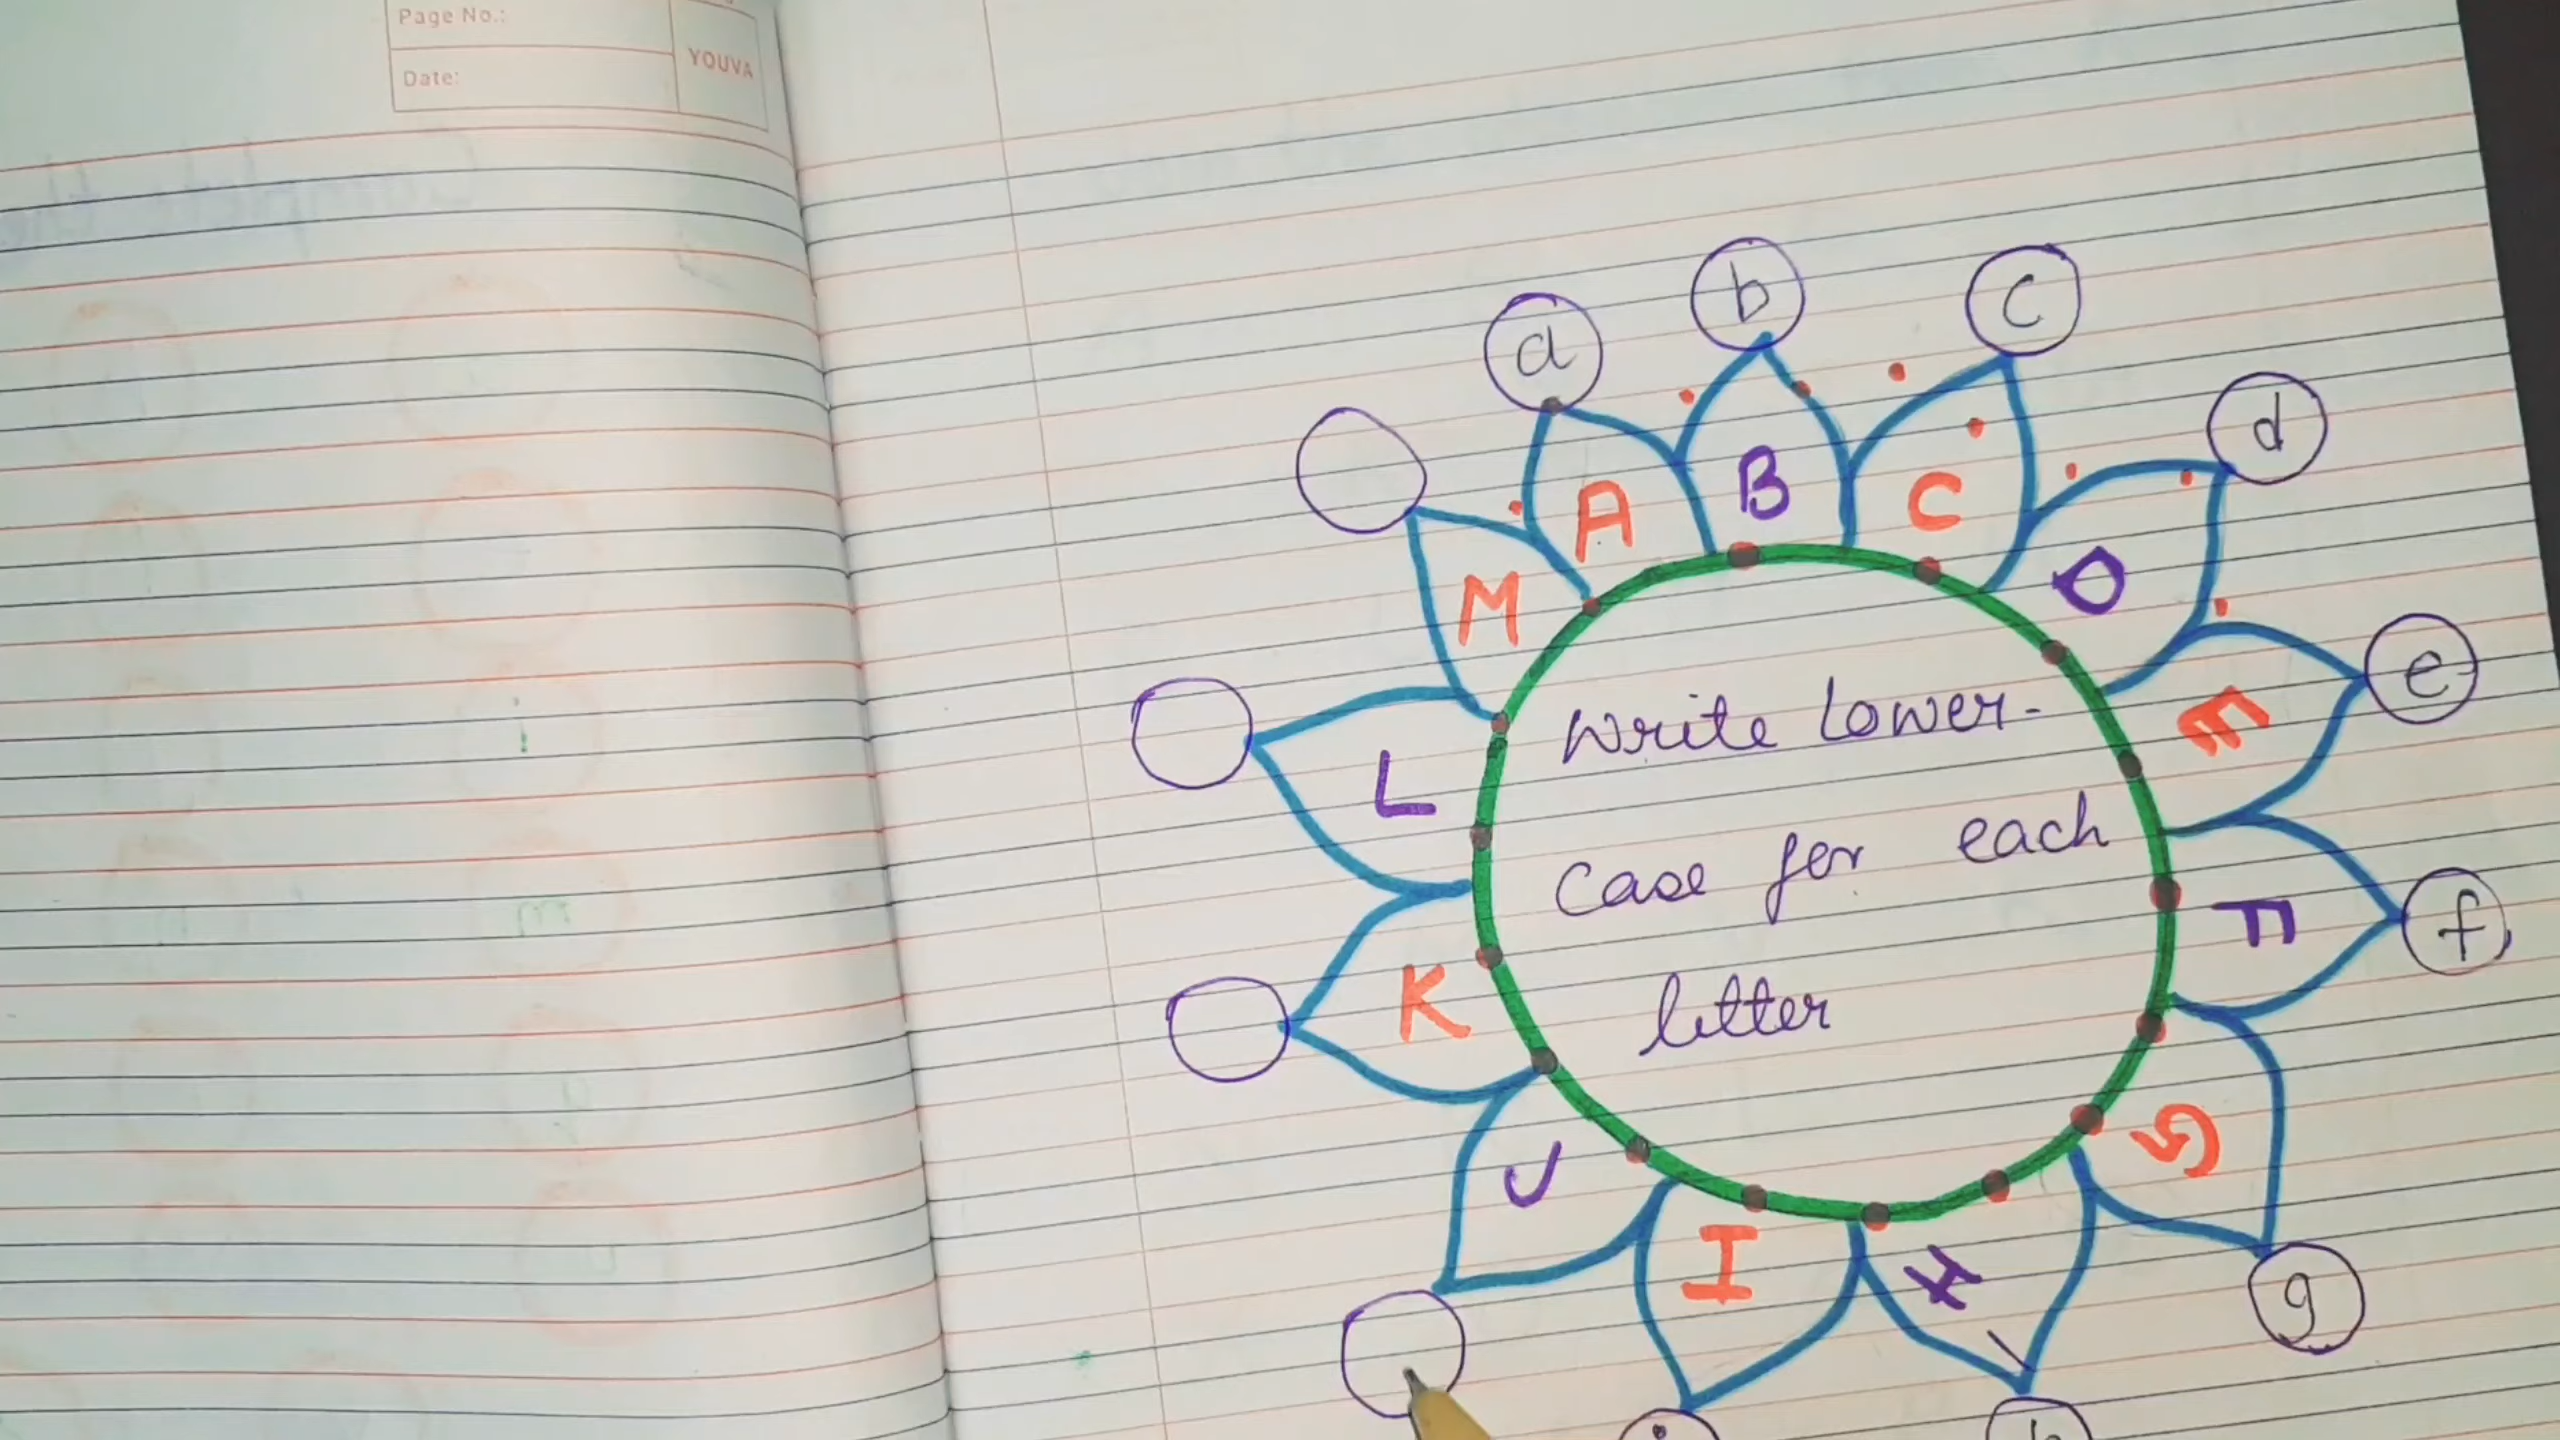 Page No.:
Date:
YOUVA
a
b
c
d
e
f
g
h
i
A
B
C
D
E
F
G
H
I
J
K
L
M
Write Lower-
case for each
letter